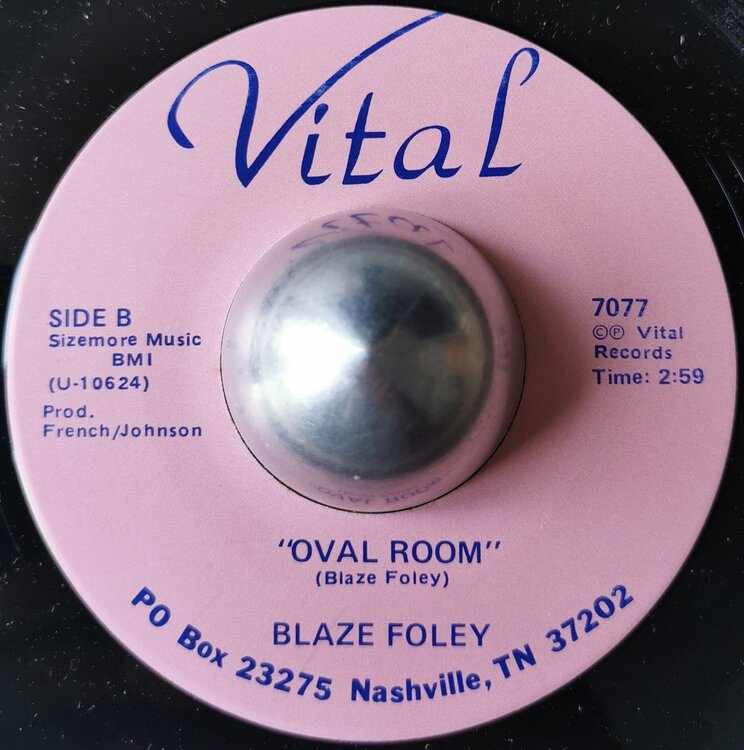 Vital
SIDE B
Sizemore Music
BMI
(U-10624)
Prod.
French/Johnson
7077
©℗ Vital
Records
Time: 2:59
"OVAL ROOM"
(Blaze Foley)
BLAZE FOLEY
PO Box 23275 Nashville, TN 37202